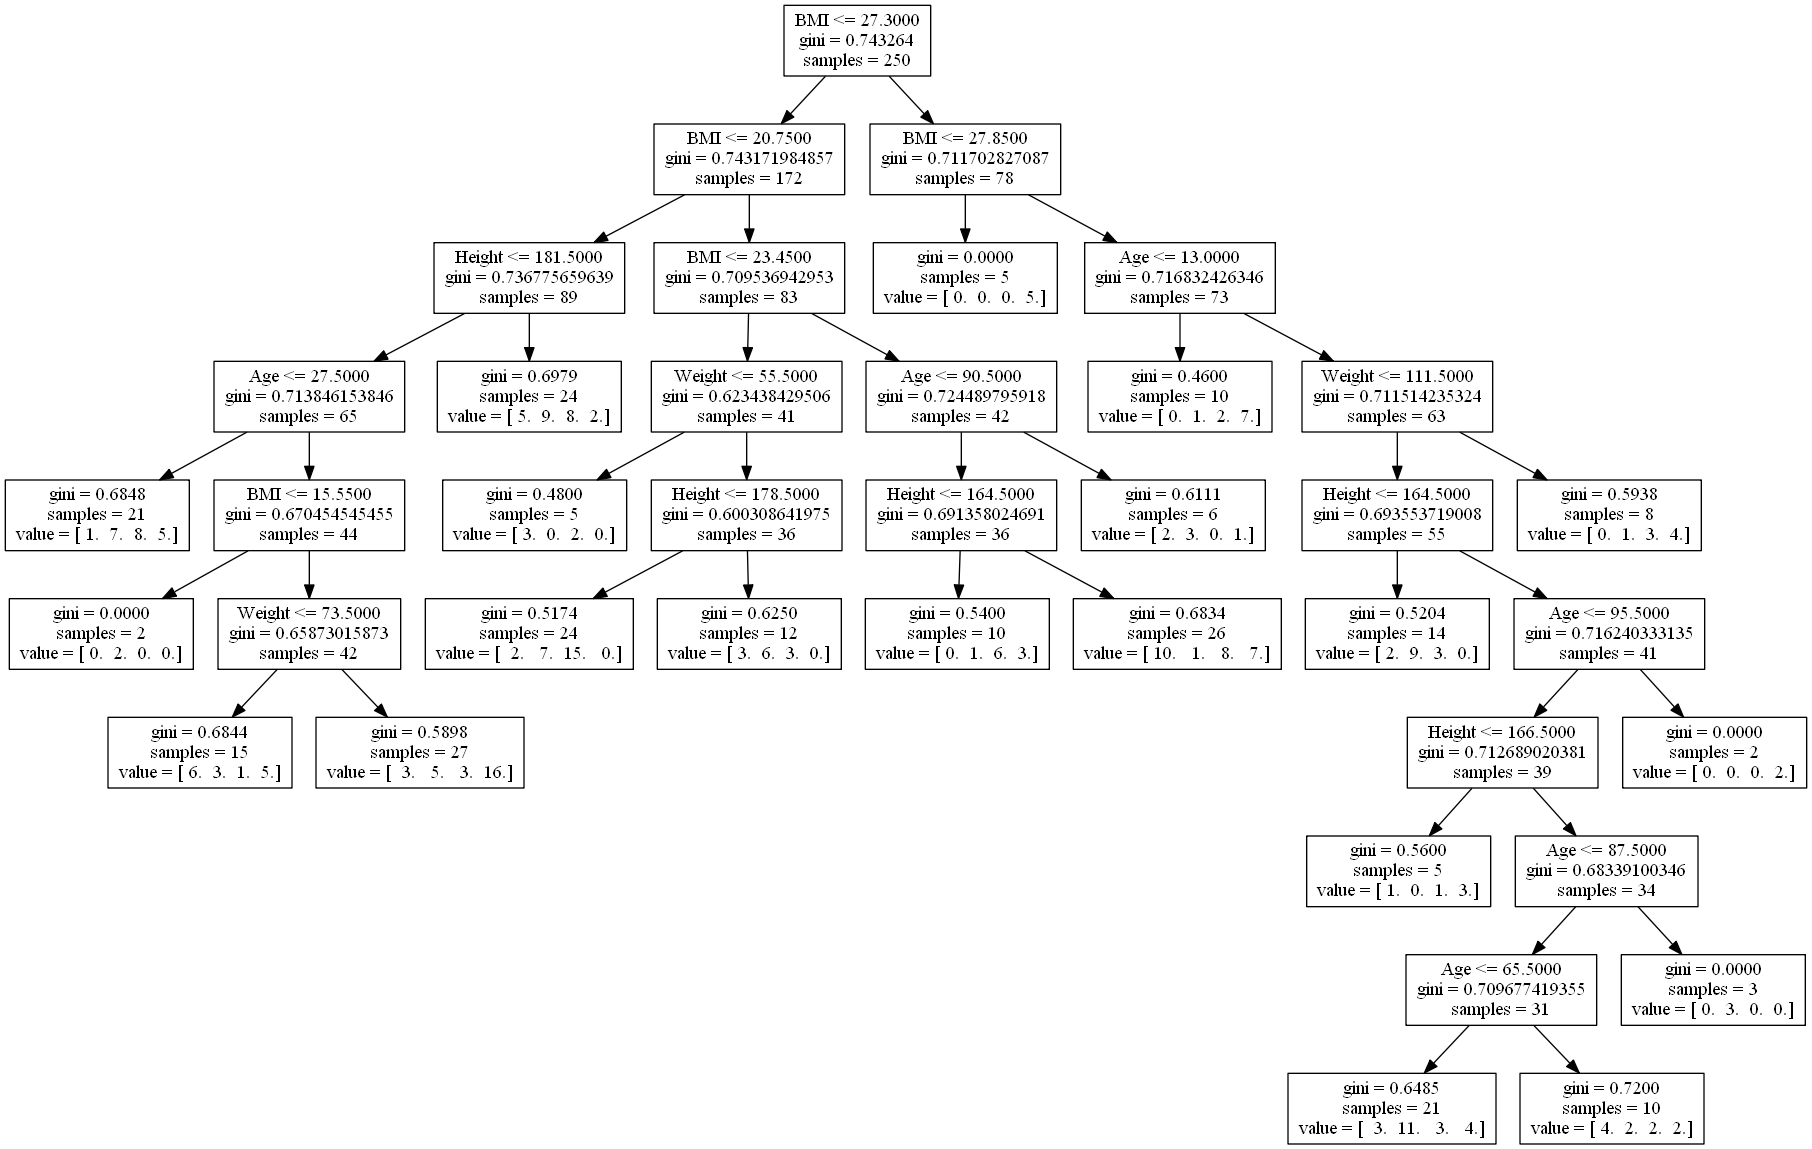 BMI <= 27.3000
gini = 0.743264
samples = 250
BMI <= 20.7500
gini = 0.743171984857
samples = 172
BMI <= 27.8500
gini = 0.711702827087
samples = 78
Height <= 181.5000
gini = 0.736775659639
samples = 89
BMI <= 23.4500
gini = 0.709536942953
samples = 83
gini = 0.0000
samples = 5
value = [ 0. 0. 0. 5.]
Age <= 13.0000
gini = 0.716832426346
samples = 73
Age <= 27.5000
gini = 0.713846153846
samples = 65
gini = 0.6979
samples = 24
value = [ 5. 9. 8. 2.]
Weight <= 55.5000
gini = 0.623438429506
samples = 41
Age <= 90.5000
gini = 0.724489795918
samples = 42
gini = 0.4600
samples = 10
value = [ 0. 1. 2. 7.]
Weight <= 111.5000
gini = 0.711514235324
samples = 63
gini = 0.6848
samples = 21
value = [ 1. 7. 8. 5.]
BMI <= 15.5500
gini = 0.670454545455
samples = 44
gini = 0.4800
samples = 5
value = [ 3. 0. 2. 0.]
Height <= 178.5000
gini = 0.600308641975
samples = 36
Height <= 164.5000
gini = 0.691358024691
samples = 36
gini = 0.6111
samples = 6
value = [ 2. 3. 0. 1.]
Height <= 164.5000
gini = 0.693553719008
samples = 55
gini = 0.5938
samples = 8
value = [ 0. 1. 3. 4.]
gini = 0.0000
samples = 2
value = [ 0. 2. 0. 0.]
Weight <= 73.5000
gini = 0.65873015873
samples = 42
gini = 0.5174
samples = 24
value = [ 2. 7. 15. 0.]
gini = 0.6250
samples = 12
value = [ 3. 6. 3. 0.]
gini = 0.5400
samples = 10
value = [ 0. 1. 6. 3.]
gini = 0.6834
samples = 26
value = [ 10. 1. 8. 7.]
gini = 0.5204
samples = 14
value = [ 2. 9. 3. 0.]
Age <= 95.5000
gini = 0.716240333135
samples = 41
gini = 0.6844
samples = 15
value = [ 6. 3. 1. 5.]
gini = 0.5898
samples = 27
value = [ 3. 5. 3. 16.]
Height <= 166.5000
gini = 0.712689020381
samples = 39
gini = 0.0000
samples = 2
value = [ 0. 0. 0. 2.]
gini = 0.5600
samples = 5
value = [ 1. 0. 1. 3.]
Age <= 87.5000
gini = 0.68339100346
samples = 34
Age <= 65.5000
gini = 0.709677419355
samples = 31
gini = 0.0000
samples = 3
value = [ 0. 3. 0. 0.]
gini = 0.6485
samples = 21
value = [ 3. 11. 3. 4.]
gini = 0.7200
samples = 10
value = [ 4. 2. 2. 2.]